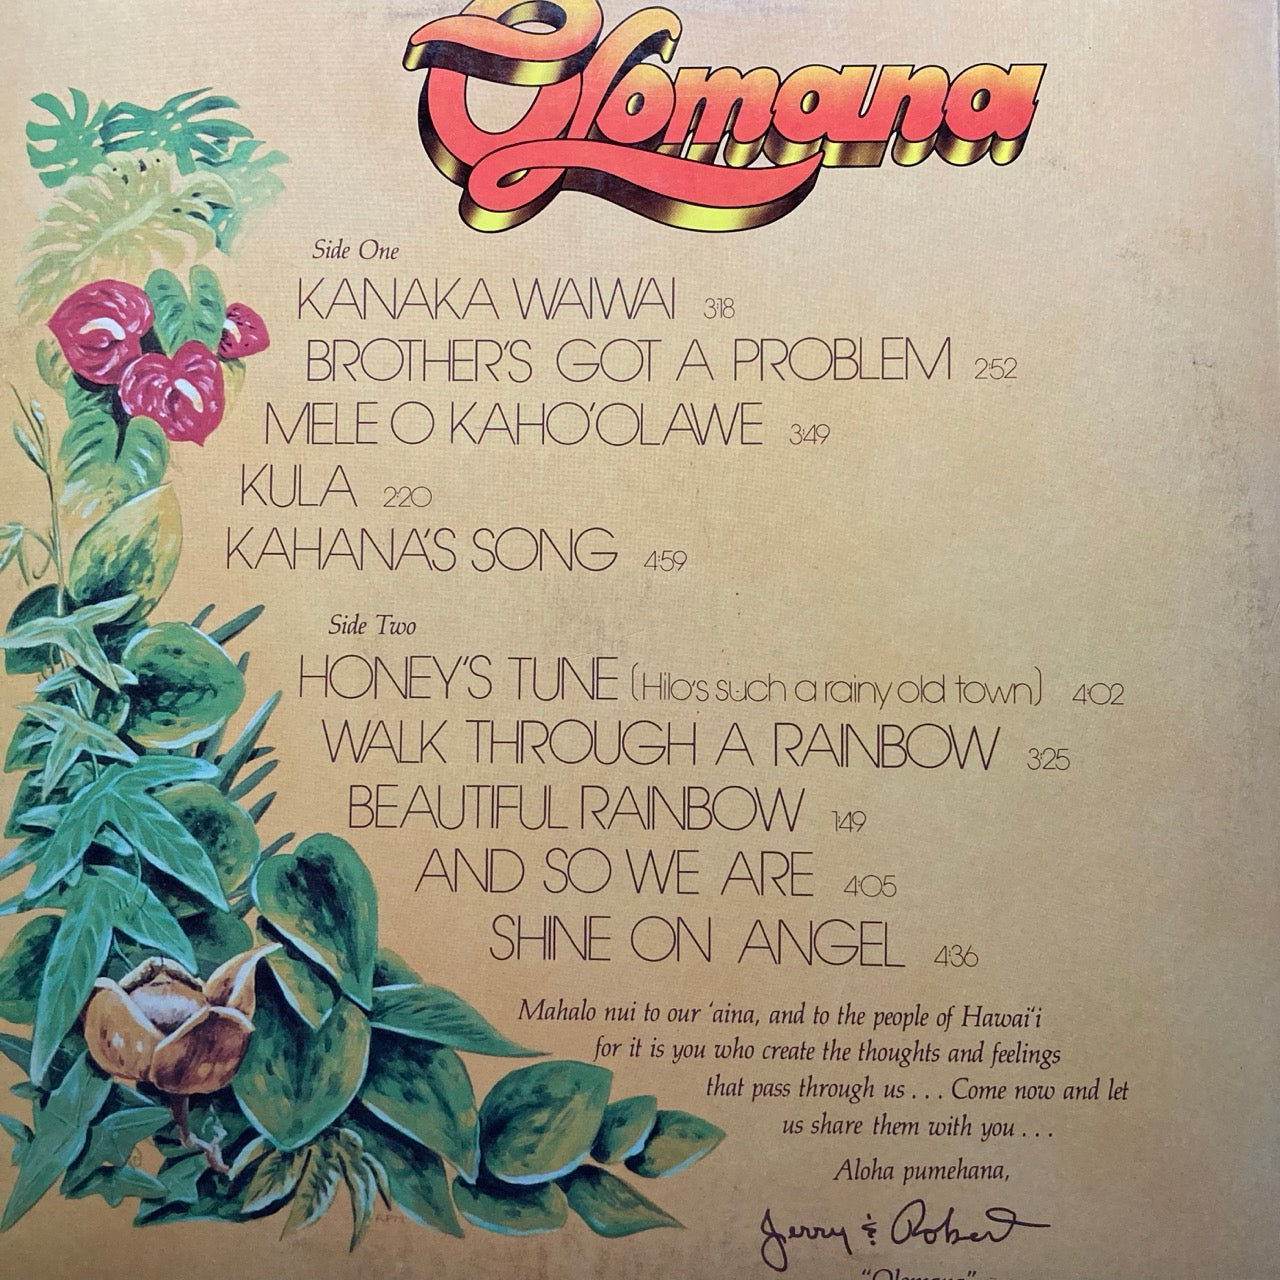 Olomana
Side One
KANAKA WAIWAI 3:18
BROTHER'S GOT A PROBLEM 2:52
MELE O KAHO'OLAWE 3:49
KULA 2:20
KAHANA'S SONG 4:59
Side Two
HONEY'S TUNE (Hilo's such a rainy old town) 4:02
WALK THROUGH A RAINBOW 3:25
BEAUTIFUL RAINBOW 1:49
AND SO WE ARE 4:05
SHINE ON ANGEL 4:36
Mahalo nui to our 'aina, and to the people of Hawai'i
for it is you who create the thoughts and feelings
that pass through us . . . Come now and let
us share them with you . . .
Aloha pumehana,
Jerry & Robert
"Olomana"